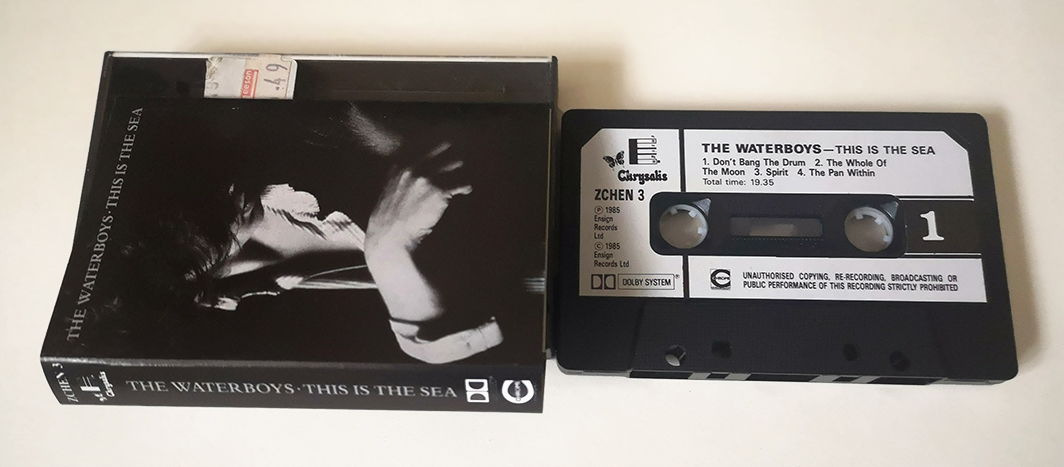 .49
THE WATERBOYS · THIS IS THE SEA
ZCHEN 3
Chrysalis
THE WATERBOYS · THIS IS THE SEA
Chrysalis
ZCHEN 3
℗ 1985
Ensign
Records
Ltd
© 1985
Ensign
Records Ltd
DOLBY SYSTEM®
THE WATERBOYS—THIS IS THE SEA
1. Don't Bang The Drum 2. The Whole Of
The Moon 3. Spirit 4. The Pan Within
Total time: 19.35
1
UNAUTHORISED COPYING, RE-RECORDING, BROADCASTING OR
PUBLIC PERFORMANCE OF THIS RECORDING STRICTLY PROHIBITED